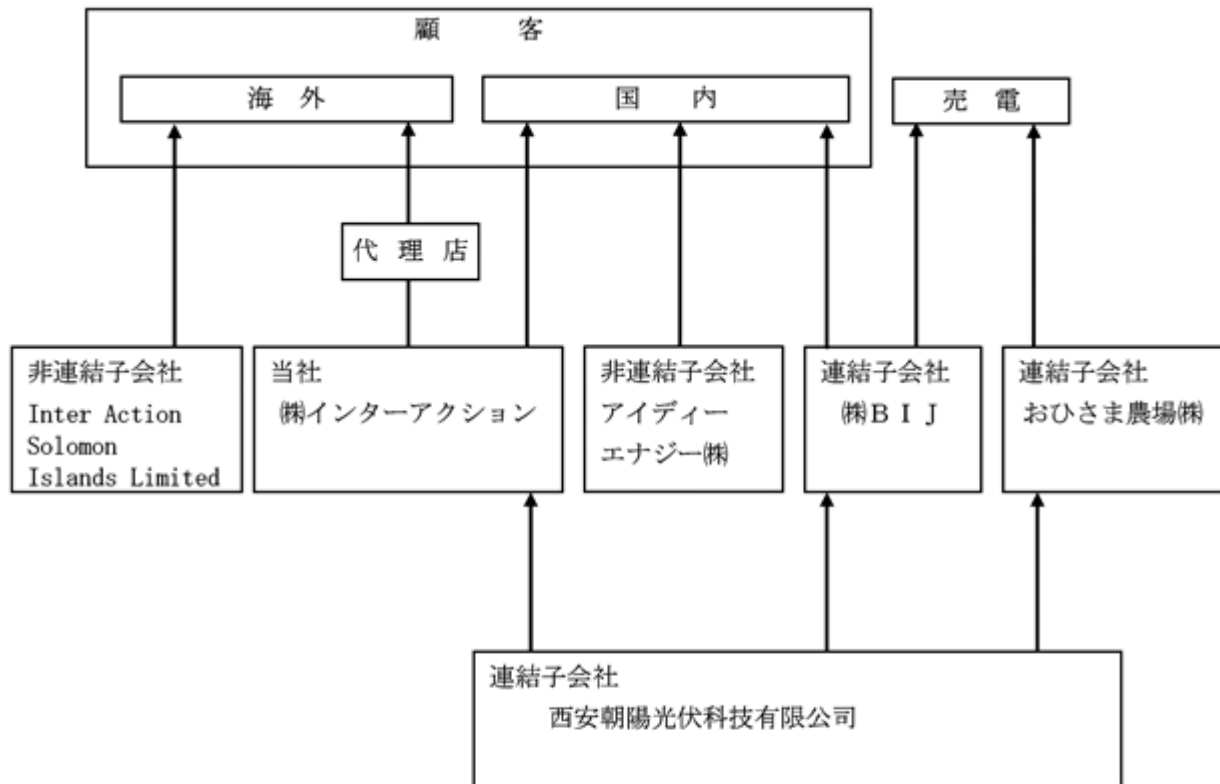 顧 客
海 外
国 内
売 電
代 理 店
非連結子会社
Inter Action
Solomon
Islands Limited
当社
㈱インターアクション
非連結子会社
アイディー
エナジー㈱
連結子会社
㈱ＢＩＪ
連結子会社
おひさま農場㈱
連結子会社
西安朝陽光伏科技有限公司